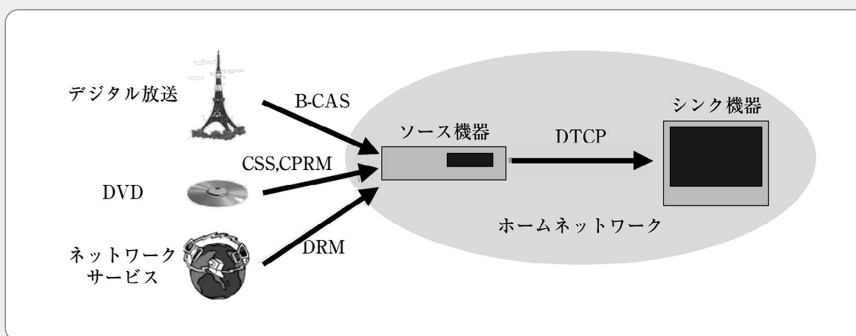 デジタル放送
B-CAS
シンク機器
ソース機器
DTCP
CSS,CPRM
DVD
ホームネットワーク
ネットワーク
サービス
DRM